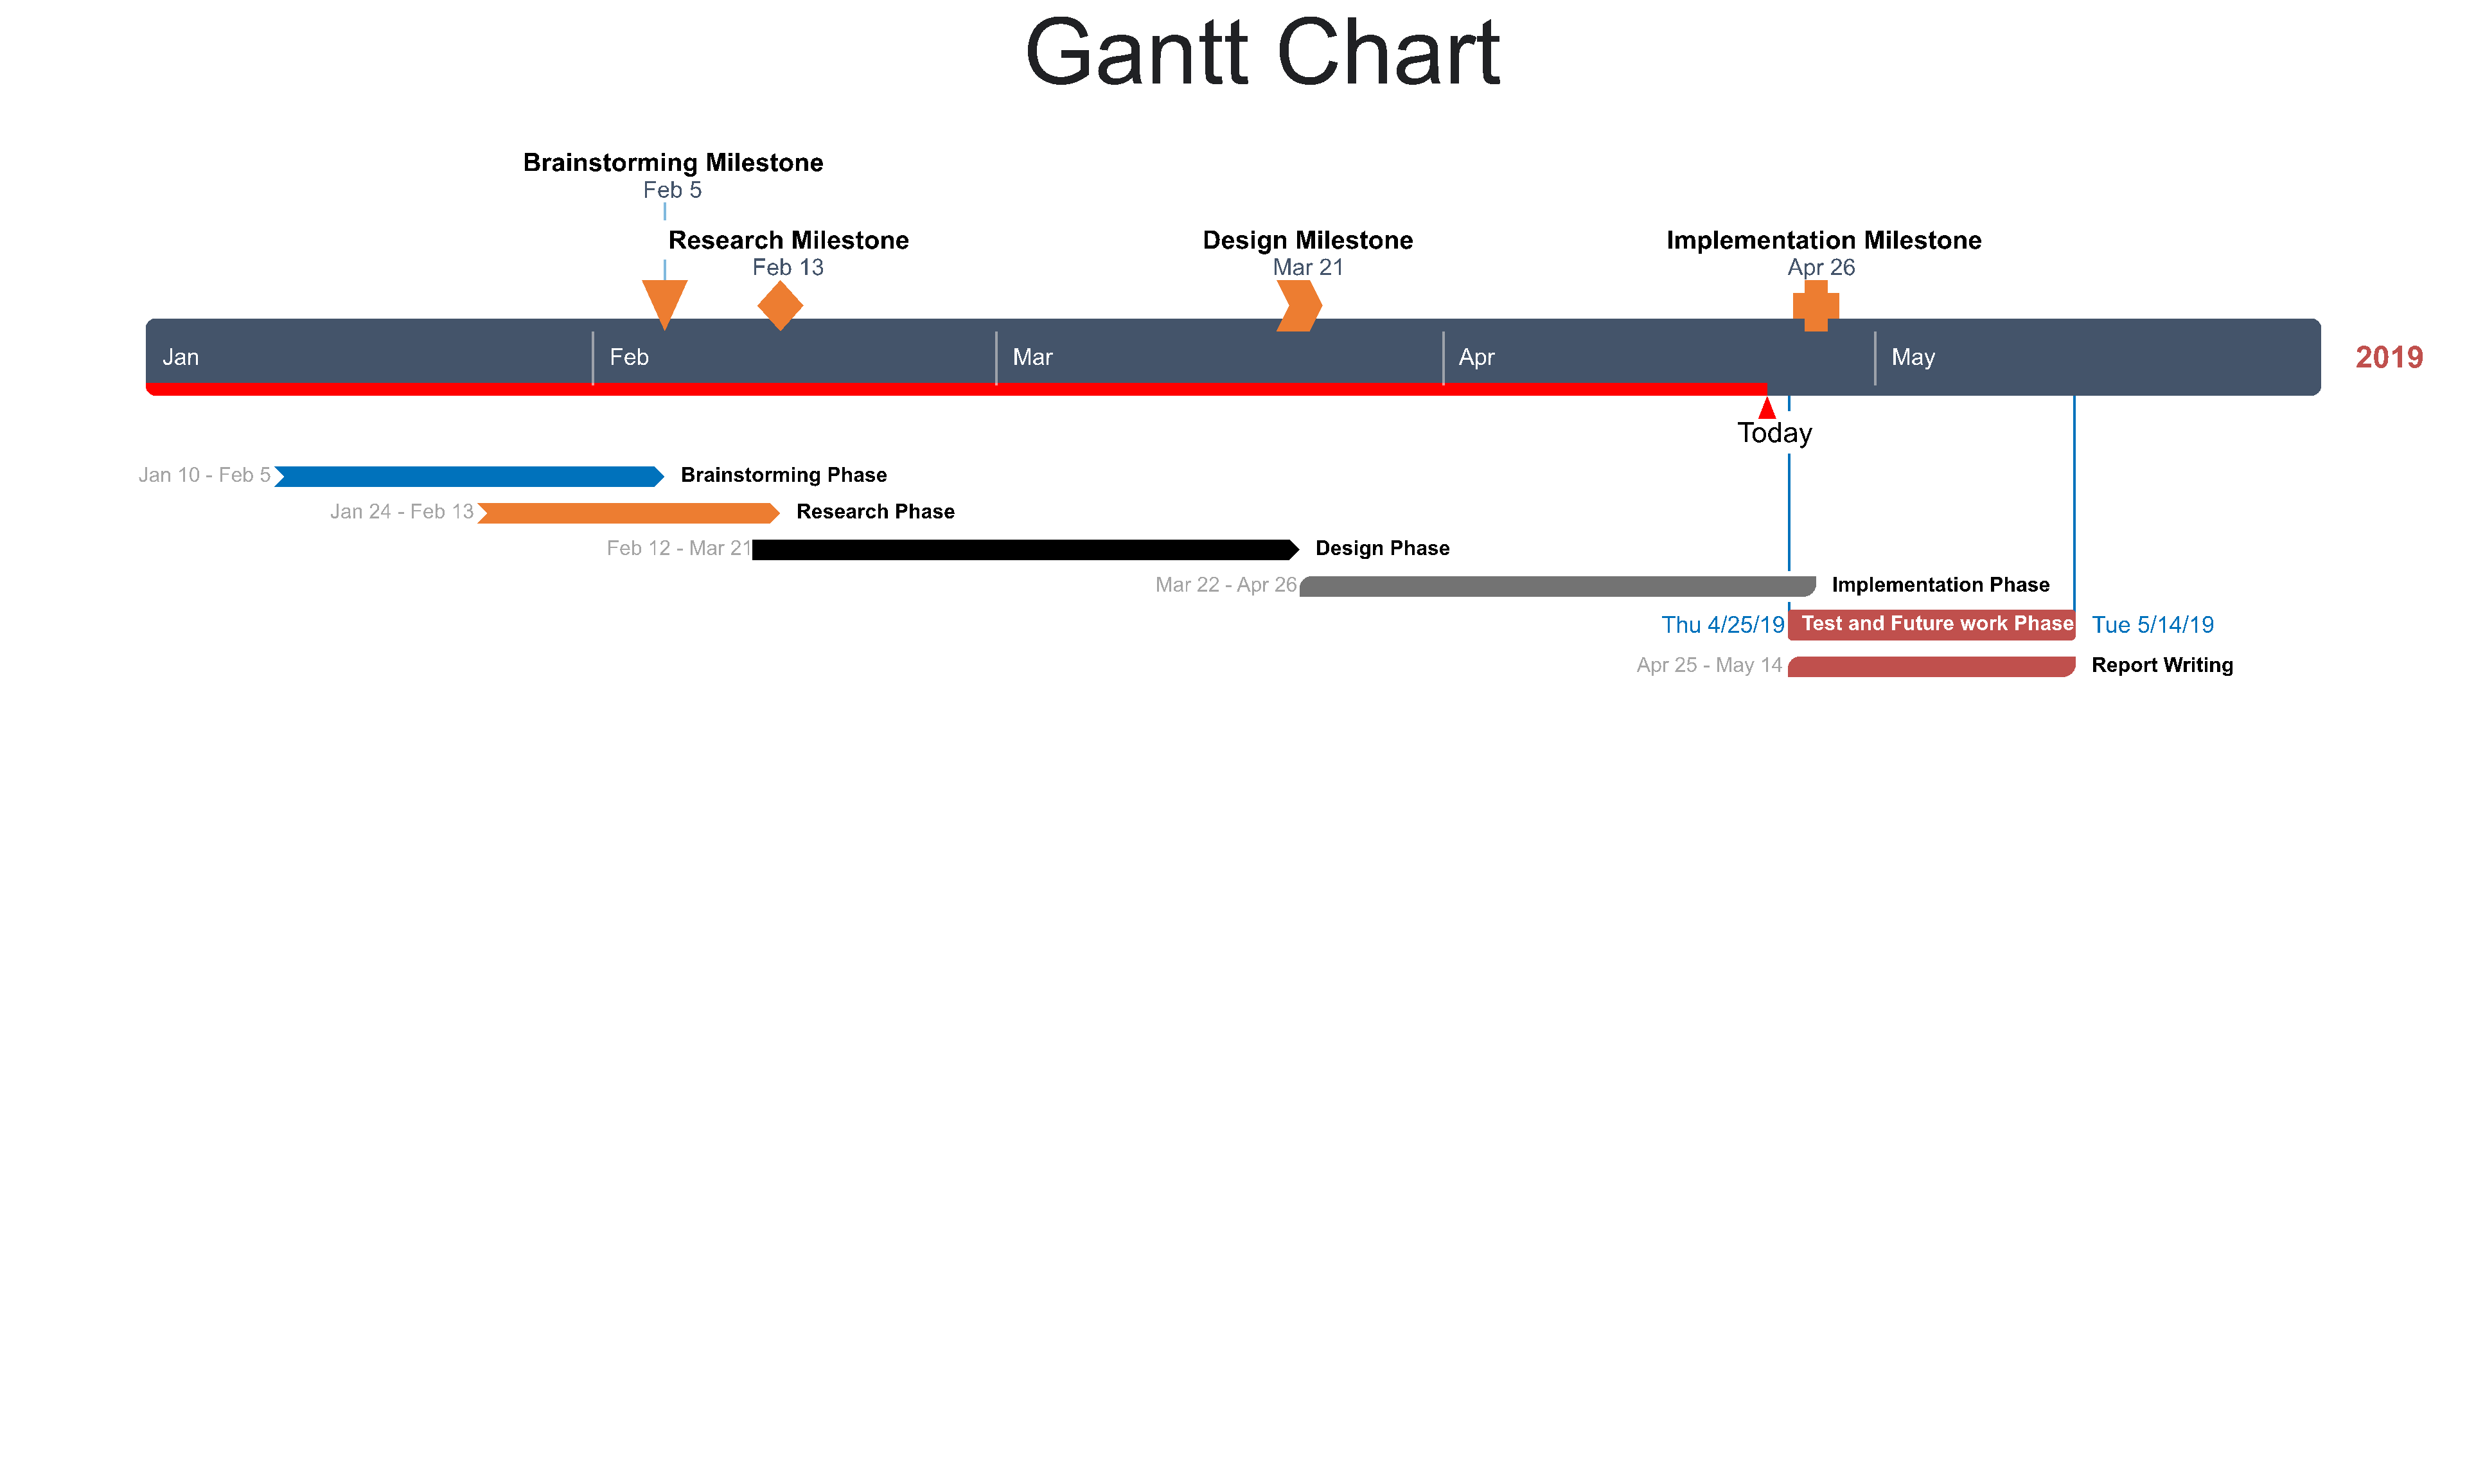 Gantt Chart
Brainstorming Milestone
Feb 5
Research Milestone
Feb 13
Design Milestone
Mar 21
Implementation Milestone
Apr 26
Jan
Feb
Mar
Apr
May
2019
Today
Jan 10 - Feb 5
Brainstorming Phase
Jan 24 - Feb 13
Research Phase
Feb 12 - Mar 21
Design Phase
Mar 22 - Apr 26
Implementation Phase
Thu 4/25/19
Test and Future work Phase
Tue 5/14/19
Apr 25 - May 14
Report Writing